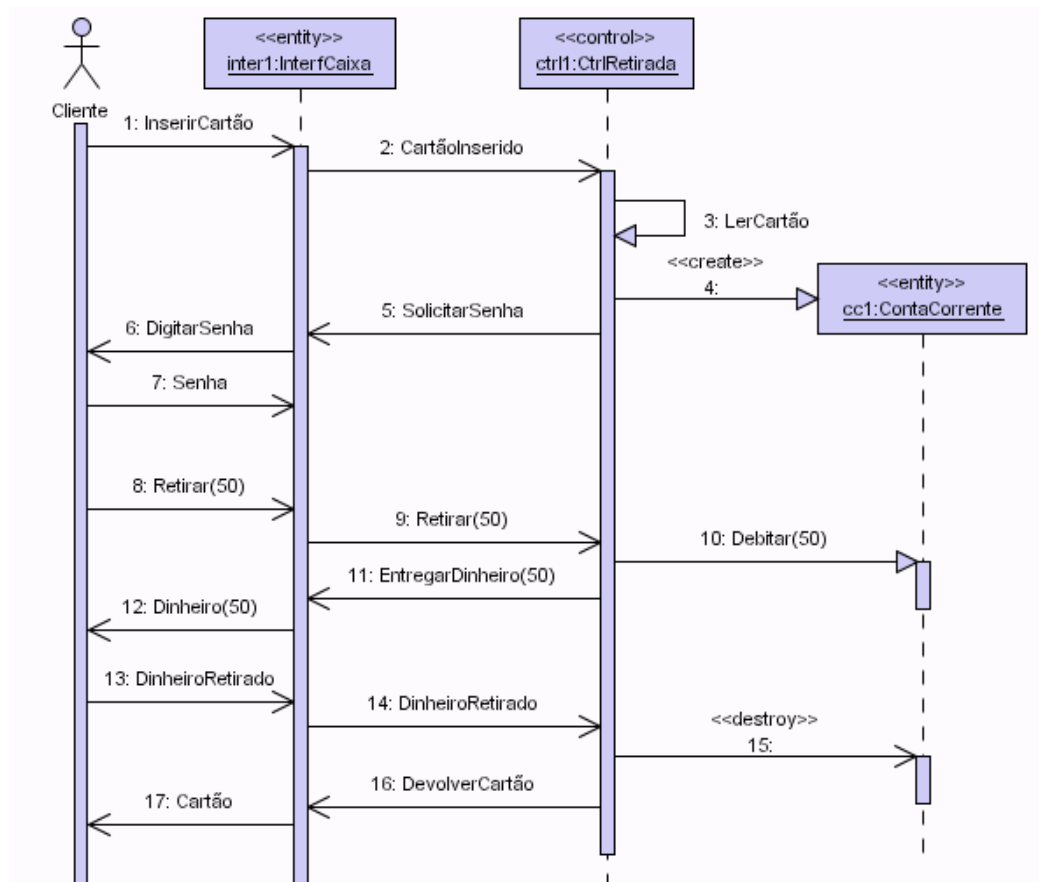 <<entity>>
inter1:InterfCaixa
<<control>>
ctrl1:CtrlRetirada
Cliente
1: InserirCartão
2: CartãoInserido
3: LerCartão
<<create>>
4:
<<entity>>
cc1:ContaCorrente
5: SolicitarSenha
6: DigitarSenha
7: Senha
8: Retirar(50)
9: Retirar(50)
10: Debitar(50)
11: EntregarDinheiro(50)
12: Dinheiro(50)
13: DinheiroRetirado
14: DinheiroRetirado
<<destroy>>
15:
16: DevolverCartão
17: Cartão